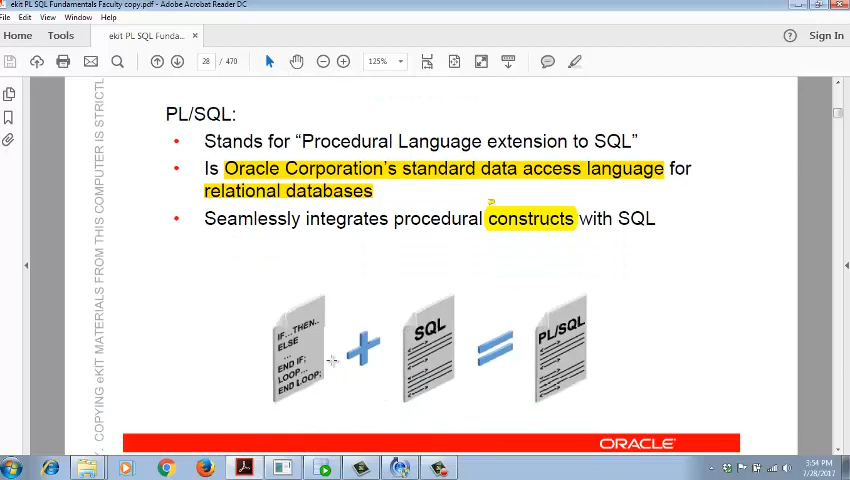 ekit PL SQL Fundamentals Faculty copy.pdf - Adobe Acrobat Reader DC
File Edit View Window Help
Home Tools ekit PL SQL Funda... × Sign In
28 / 470 125%
COPYING eKIT MATERIALS FROM THIS COMPUTER IS STRICTL
PL/SQL:
• Stands for “Procedural Language extension to SQL”
• Is Oracle Corporation’s standard data access language for
relational databases
• Seamlessly integrates procedural constructs with SQL
IF...THEN..
ELSE
...
END IF;
LOOP...
END LOOP;
+
SQL
=
PL/SQL
ORACLE
3:54 PM
7/28/2017